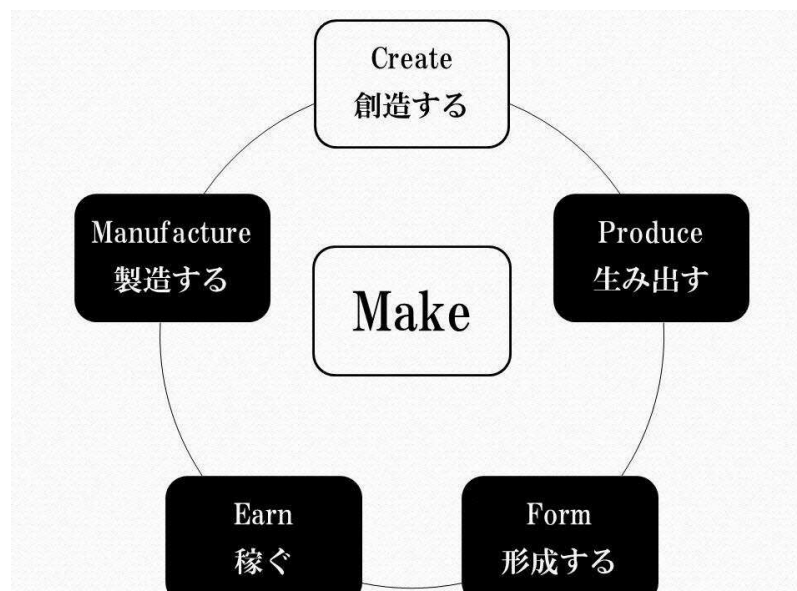 Create
創造する
Manufacture
製造する
Produce
生み出す
Make
Earn
稼ぐ
Form
形成する